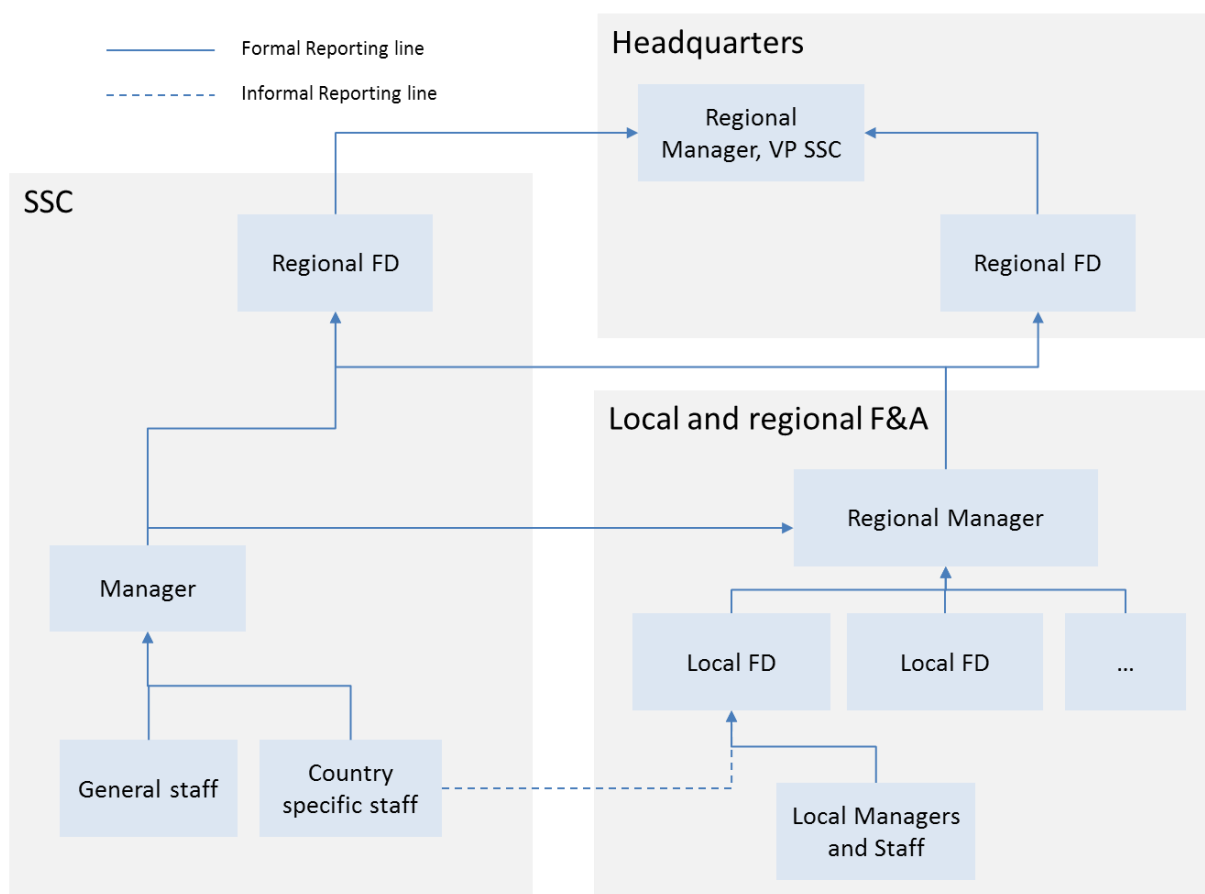 Formal Reporting line
Informal Reporting line
Headquarters
Regional
Manager, VP SSC
Regional FD
SSC
Regional FD
Local and regional F&A
Regional Manager
Manager
Local FD
Local FD
...
General staff
Country
specific staff
Local Managers
and Staff